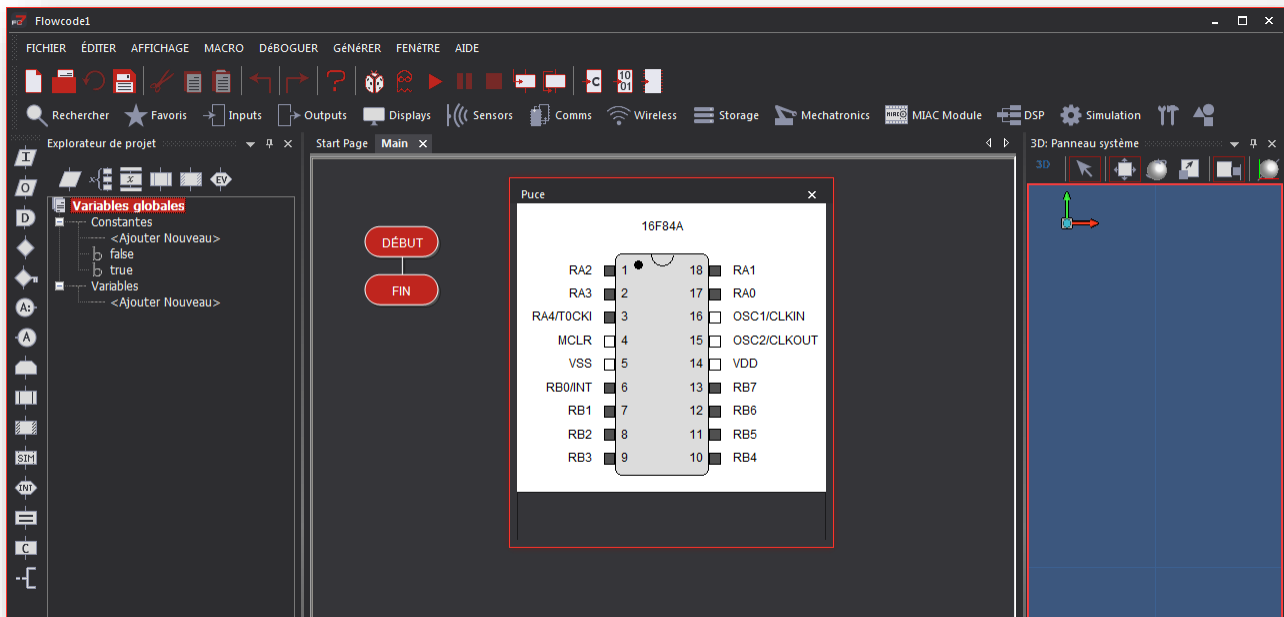 Flowcode1
FICHIER ÉDITER AFFICHAGE MACRO DéBOGUER GéNéRER FENêTRE AIDE
Rechercher Favoris Inputs Outputs Displays Sensors Comms Wireless Storage Mechatronics MIAC Module DSP Simulation
Explorateur de projet
Start Page Main
3D: Panneau système
Variables globales
Constantes
<Ajouter Nouveau>
false
true
Variables
<Ajouter Nouveau>
DÉBUT
FIN
Puce
16F84A
RA2 1 18 RA1
RA3 2 17 RA0
RA4/T0CKI 3 16 OSC1/CLKIN
MCLR 4 15 OSC2/CLKOUT
VSS 5 14 VDD
RB0/INT 6 13 RB7
RB1 7 12 RB6
RB2 8 11 RB5
RB3 9 10 RB4